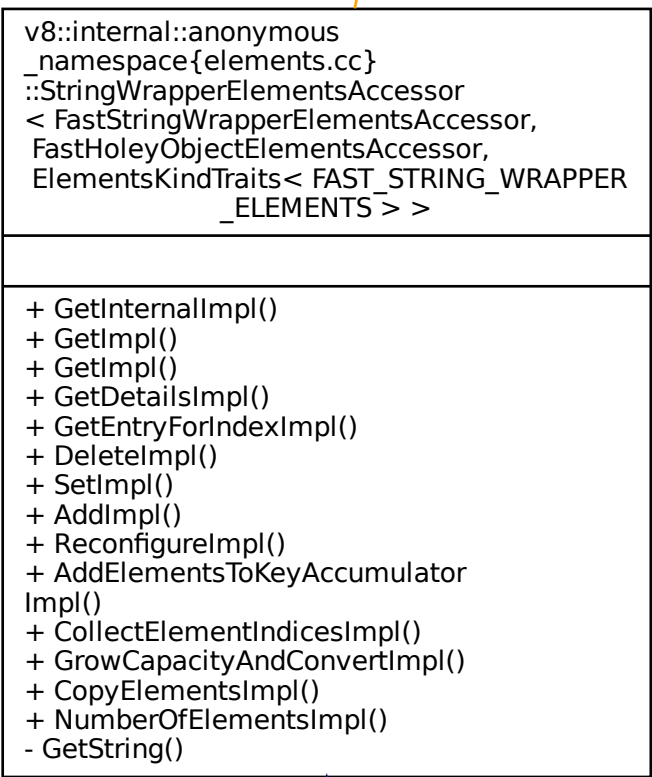 v8::internal::anonymous
_namespace{elements.cc}
::StringWrapperElementsAccessor
< FastStringWrapperElementsAccessor,
FastHoleyObjectElementsAccessor,
ElementsKindTraits< FAST_STRING_WRAPPER
_ELEMENTS > >
+ GetInternalImpl()
+ GetImpl()
+ GetImpl()
+ GetDetailsImpl()
+ GetEntryForIndexImpl()
+ DeleteImpl()
+ SetImpl()
+ AddImpl()
+ ReconfigureImpl()
+ AddElementsToKeyAccumulator
Impl()
+ CollectElementIndicesImpl()
+ GrowCapacityAndConvertImpl()
+ CopyElementsImpl()
+ NumberOfElementsImpl()
- GetString()